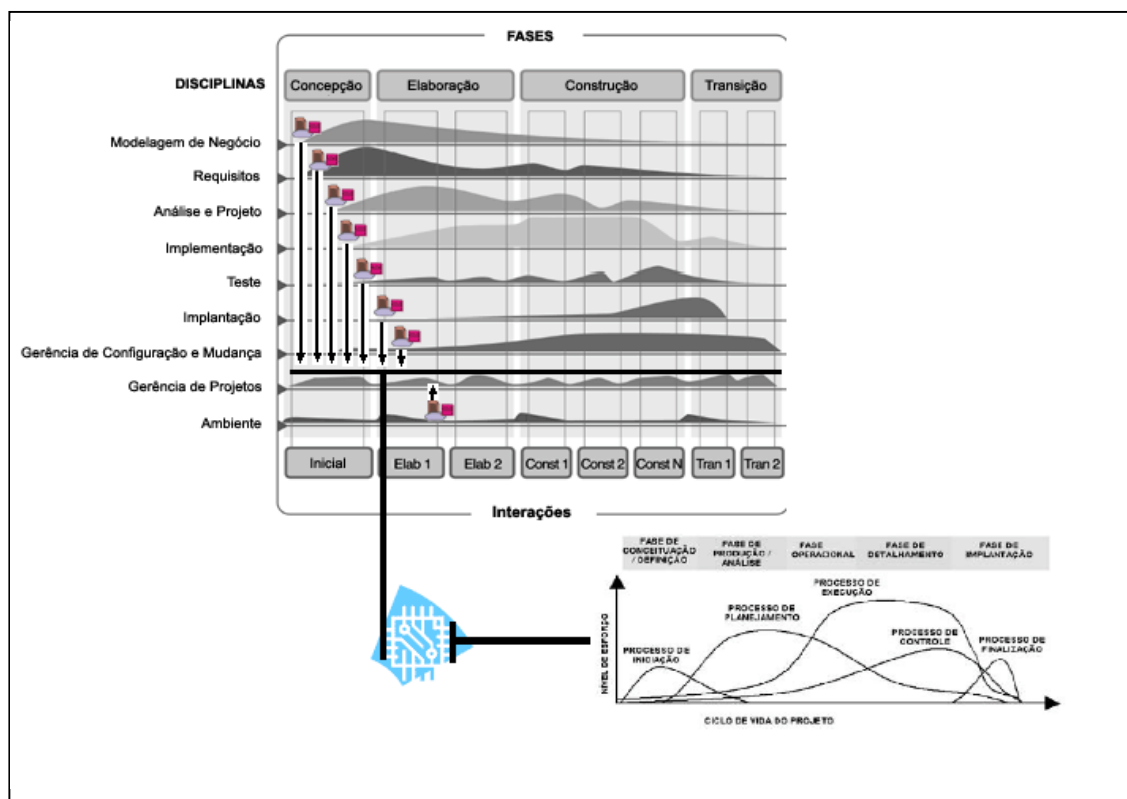 FASES
DISCIPLINAS
Concepção
Elaboração
Construção
Transição
Modelagem de Negócio
Requisitos
Análise e Projeto
Implementação
Teste
Implantação
Gerência de Configuração e Mudança
Gerência de Projetos
Ambiente
Inicial
Elab 1
Elab 2
Const 1
Const 2
Const N
Tran 1
Tran 2
Interações
FASE DE
CONCEITUAÇÃO
/ DEFINIÇÃO
FASE DE
PRODUÇÃO /
ANÁLISE
FASE
OPERACIONAL
FASE DE
DETALHAMENTO
FASE DE
IMPLANTAÇÃO
NÍVEL DE ESFORÇO
PROCESSO DE
INICIAÇÃO
PROCESSO DE
PLANEJAMENTO
PROCESSO DE
EXECUÇÃO
PROCESSO DE
CONTROLE
PROCESSO DE
FINALIZAÇÃO
CICLO DE VIDA DO PROJETO